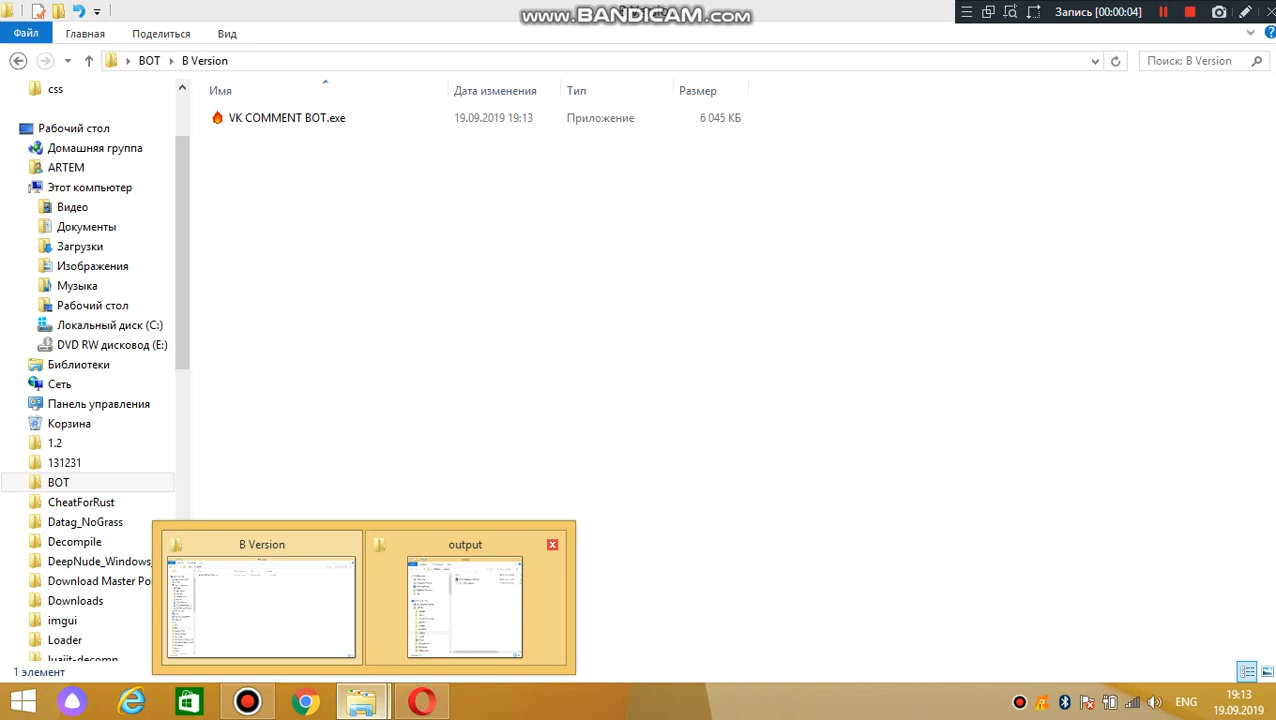 www.BANDICAM.com
Запись [00:00:04]
Файл
Главная
Поделиться
Вид
BOT
B Version
Поиск: B Version
Имя
Дата изменения
Тип
Размер
VK COMMENT BOT.exe
19.09.2019 19:13
Приложение
6 045 КБ
css
Рабочий стол
Домашняя группа
ARTEM
Этот компьютер
Видео
Документы
Загрузки
Изображения
Музыка
Рабочий стол
Локальный диск (C:)
DVD RW дисковод (E:)
Библиотеки
Сеть
Панель управления
Корзина
1.2
131231
BOT
CheatForRust
Datag_NoGrass
Decompile
DeepNude_Windows
Download Master Po
Downloads
imgui
Loader
luajit-decomp
B Version
output
1 элемент
ENG
19:13
19.09.2019